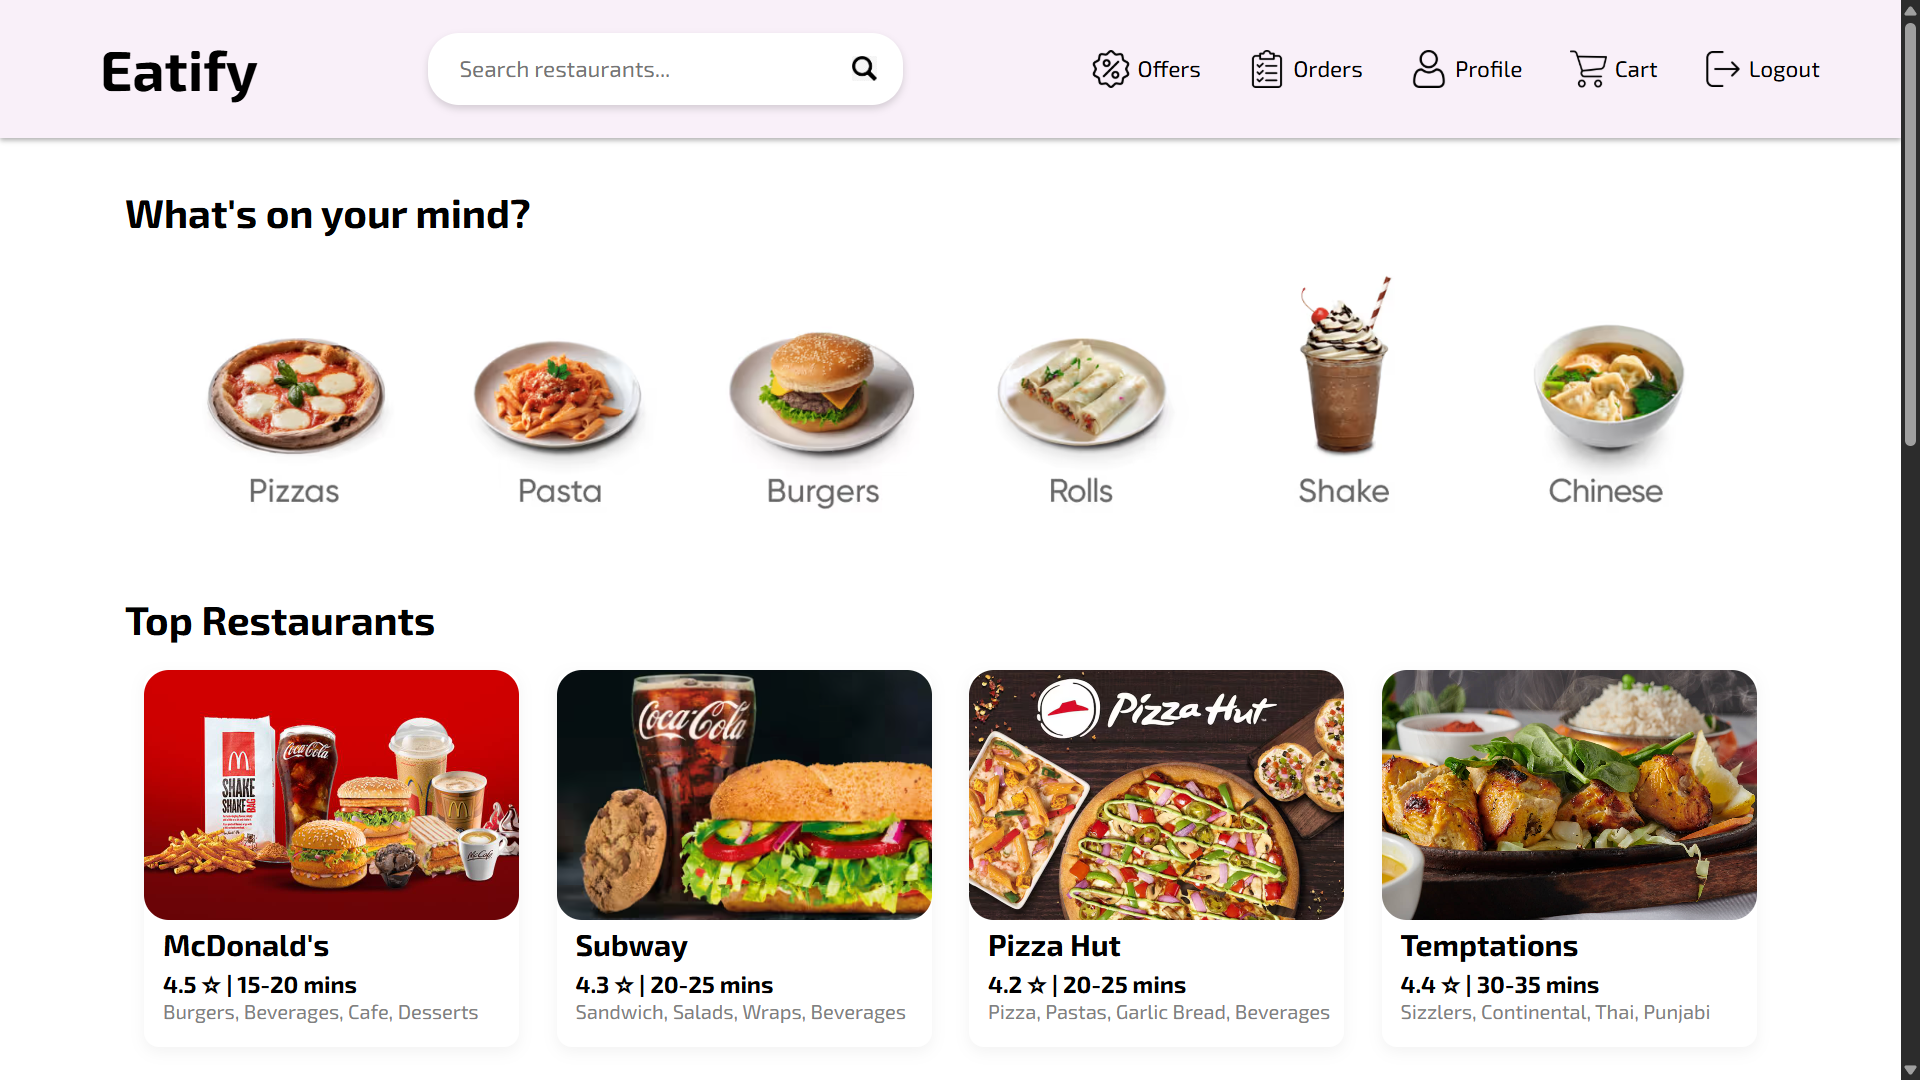 Eatify
Search restaurants...
Offers
Orders
Profile
Cart
Logout
What's on your mind?
Pizzas
Pasta
Burgers
Rolls
Shake
Chinese
Top Restaurants
SHAKE
SHAKE
BAG
Coca-Cola
McCafé
Coca-Cola
Pizza Hut
McDonald's
4.5 ☆ | 15-20 mins
Burgers, Beverages, Cafe, Desserts
Subway
4.3 ☆ | 20-25 mins
Sandwich, Salads, Wraps, Beverages
Pizza Hut
4.2 ☆ | 20-25 mins
Pizza, Pastas, Garlic Bread, Beverages
Temptations
4.4 ☆ | 30-35 mins
Sizzlers, Continental, Thai, Punjabi